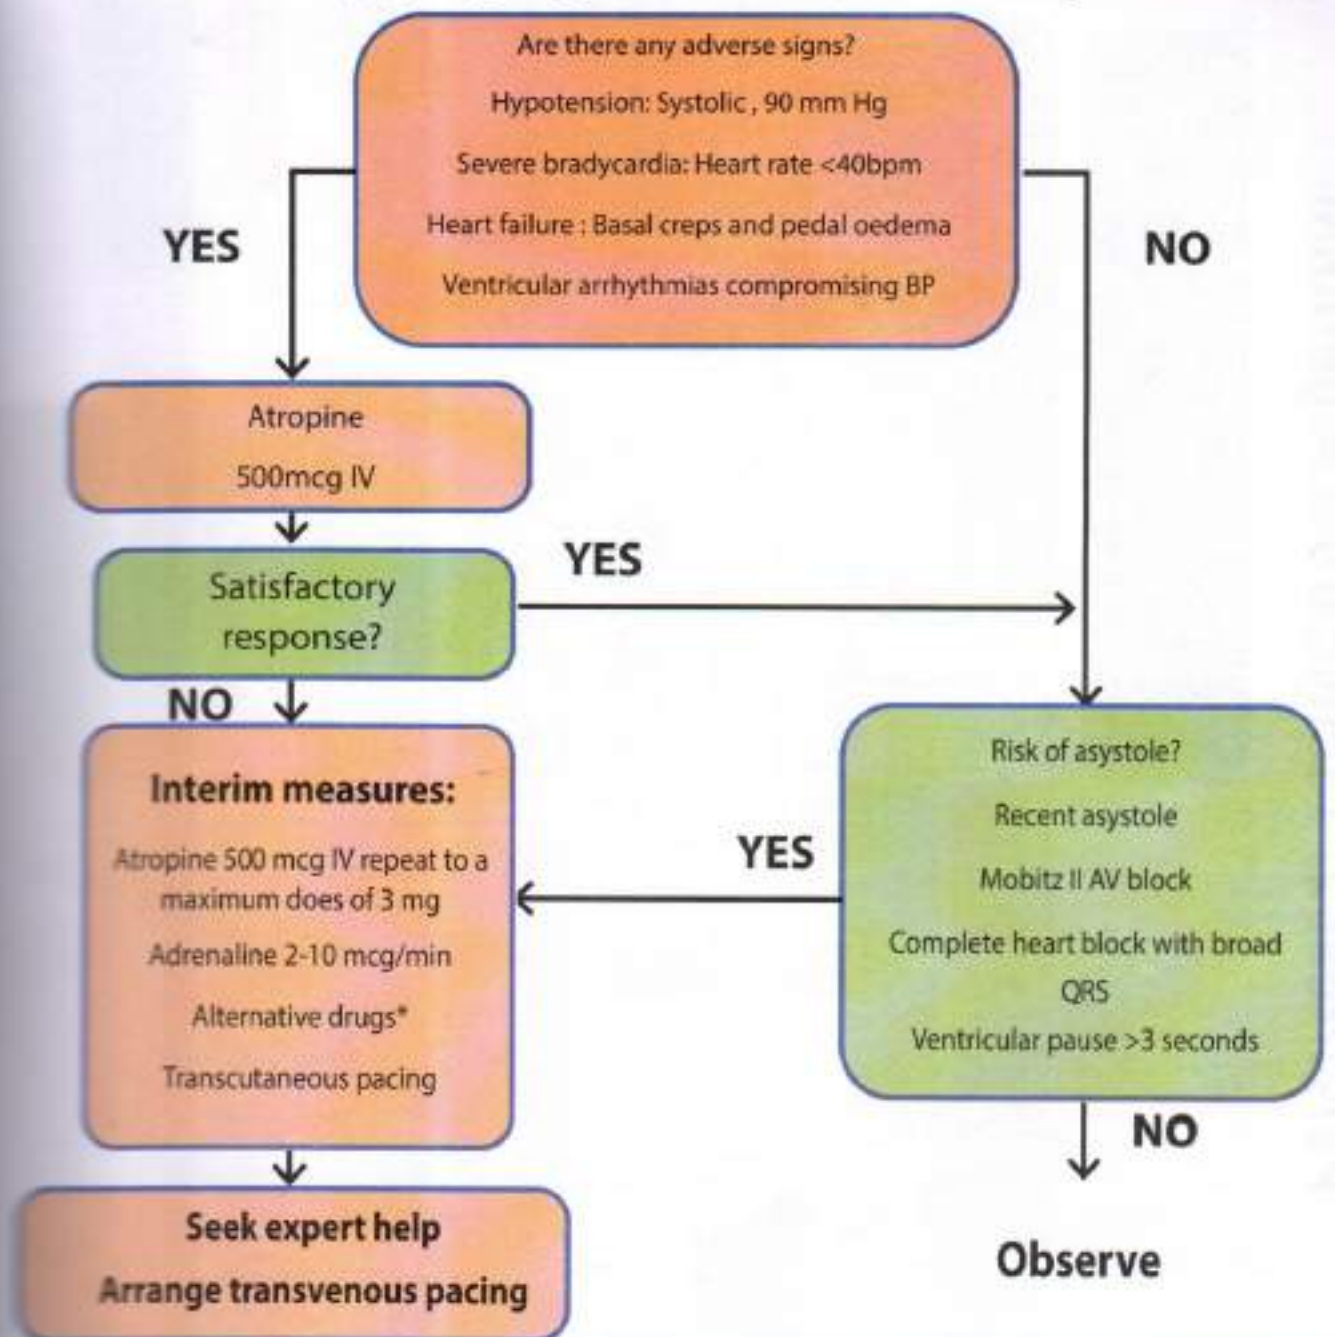 Are there any adverse signs?
Hypotension: Systolic , 90 mm Hg
Severe bradycardia: Heart rate <40bpm
Heart failure : Basal creps and pedal oedema
Ventricular arrhythmias compromising BP
YES
NO
Atropine
500mcg IV
Satisfactory
response?
YES
NO
Interim measures:
Atropine 500 mcg IV repeat to a
maximum does of 3 mg
Adrenaline 2-10 mcg/min
Alternative drugs*
Transcutaneous pacing
YES
Risk of asystole?
Recent asystole
Mobitz II AV block
Complete heart block with broad
QRS
Ventricular pause >3 seconds
NO
Observe
Seek expert help
Arrange transvenous pacing